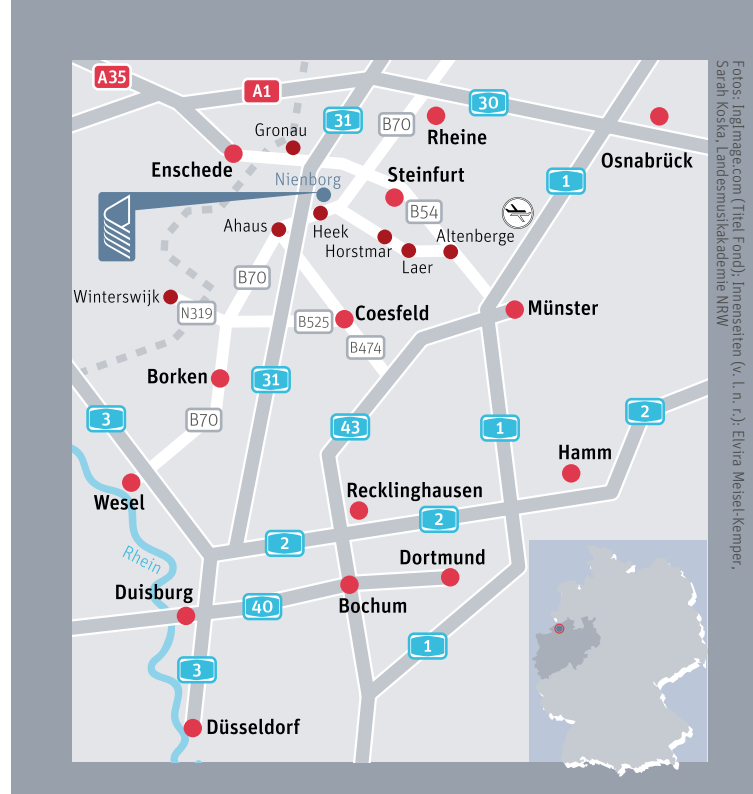 A35
A1
30
31
B70
Rheine
Gronau
Osnabrück
Enschede
Steinfurt
Nienborg
1
B54
Ahaus
Heek
Altenberge
Horstmar
Laer
B70
Winterswijk
N319
B525
Coesfeld
Münster
B474
Borken
31
3
B70
43
1
2
Hamm
Wesel
Recklinghausen
2
2
Rhein
Dortmund
Duisburg
40
Bochum
1
3
Düsseldorf
Fotos: IngImage.com (Titel Fond); Innenseiten (v. l. n. r.): Elvira Meisel-Kemper,
Sarah Koska, Landesmusikakademie NRW